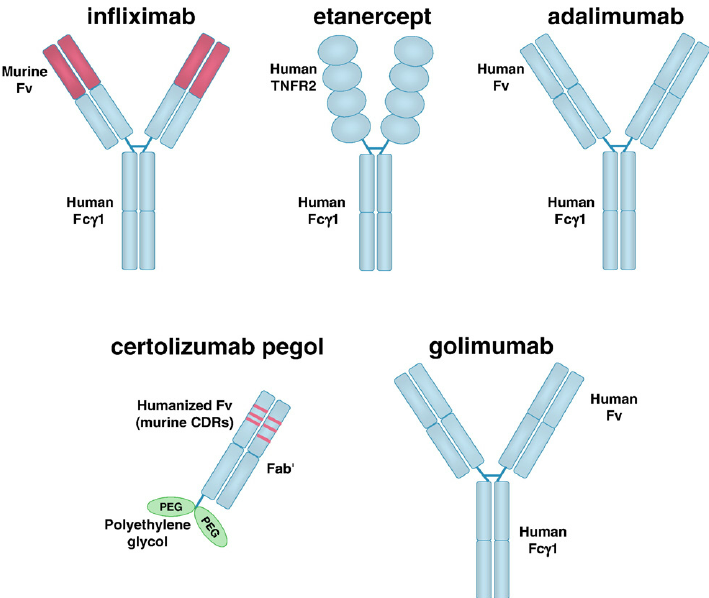 infliximab
etanercept
adalimumab
Murine
Fv
Human
TNFR2
Human
Fv
Human
Fcγ1
Human
Fcγ1
Human
Fcγ1
certolizumab pegol
golimumab
Humanized Fv
(murine CDRs)
Human
Fv
Fab'
PEG
PEG
Polyethylene
glycol
Human
Fcγ1